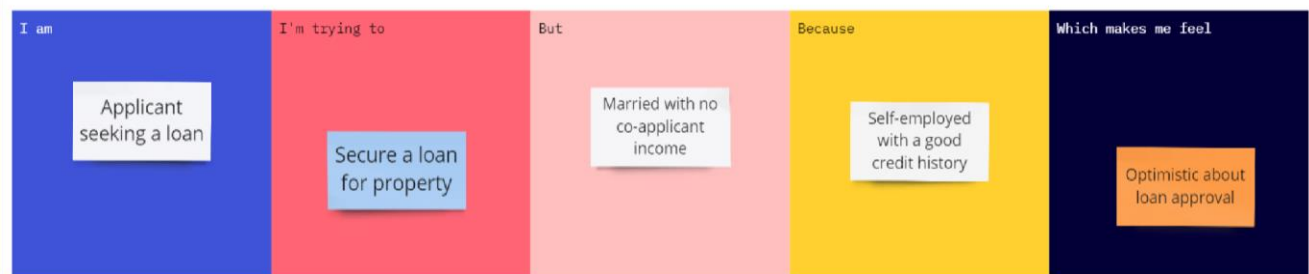 I am
Applicant
seeking a loan
I'm trying to
Secure a loan
for property
But
Married with no
co-applicant
income
Because
Self-employed
with a good
credit history
Which makes me feel
Optimistic about
loan approval